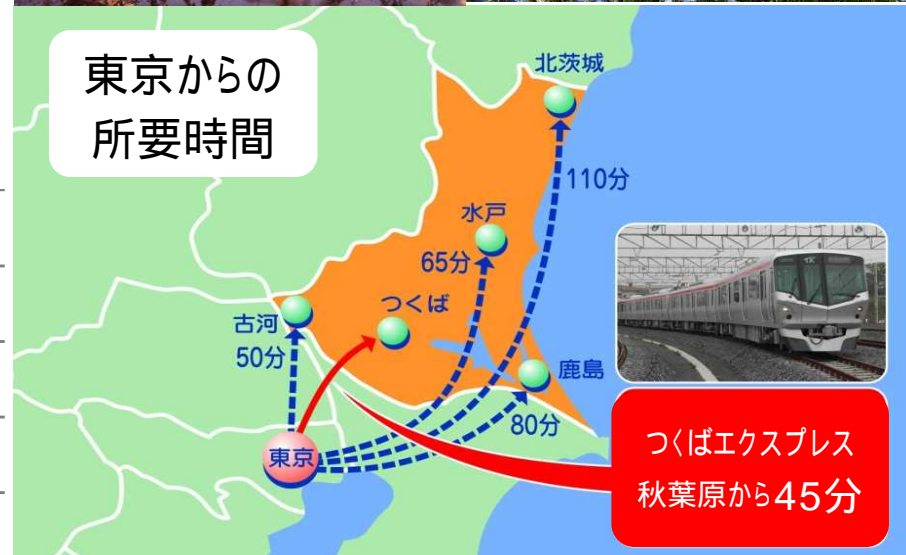 東京からの
所要時間
北茨城
110分
水戸
65分
つくば
古河
50分
鹿島
80分
東京
つくばエクスプレス
秋葉原から45分